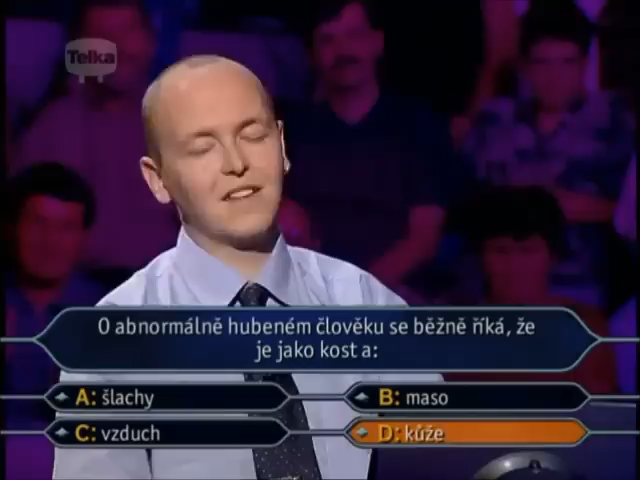 Telka
O abnormálně hubeném člověku se běžně říká, že
je jako kost a:
A: šlachy
B: maso
C: vzduch
D: kůže